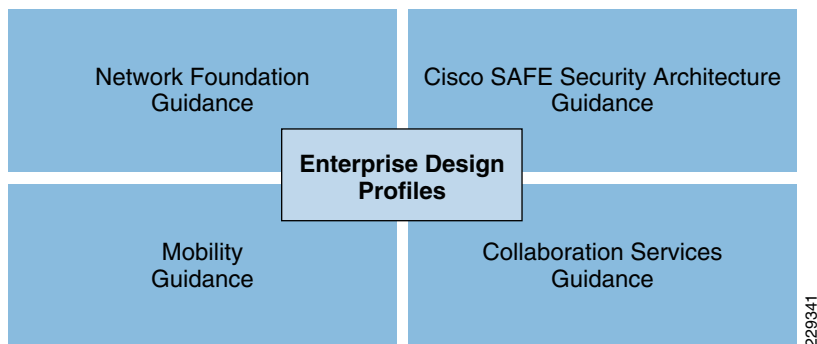 Network Foundation
Guidance
Cisco SAFE Security Architecture
Guidance
Enterprise Design
Profiles
Mobility
Guidance
Collaboration Services
Guidance
229341